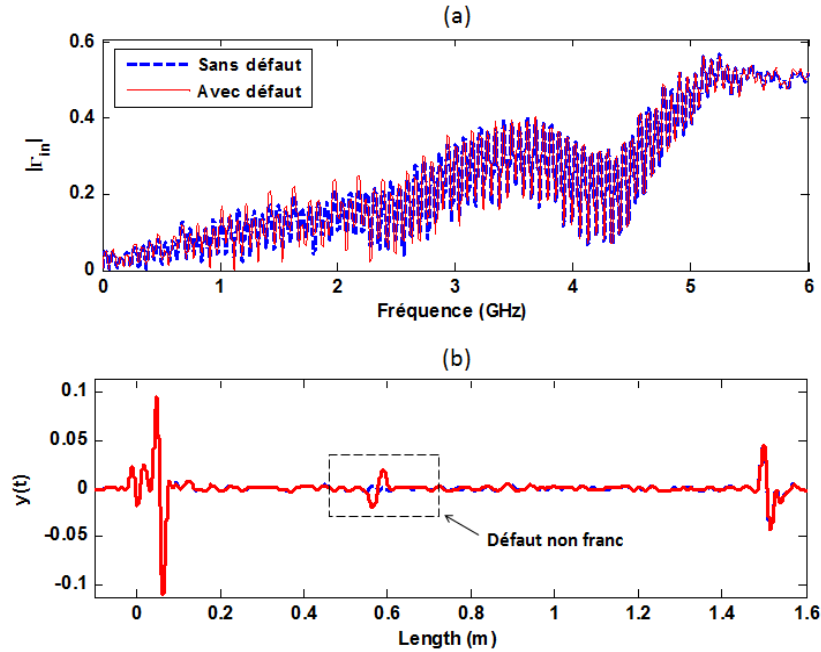 (a)
0.6
0.4
0.2
0
|Γin|
Sans défaut
Avec défaut
0 1 2 3 4 5 6
Fréquence (GHz)
(b)
0.1
0.05
0
-0.05
-0.1
y(t)
Défaut non franc
0 0.2 0.4 0.6 0.8 1 1.2 1.4 1.6
Length (m)